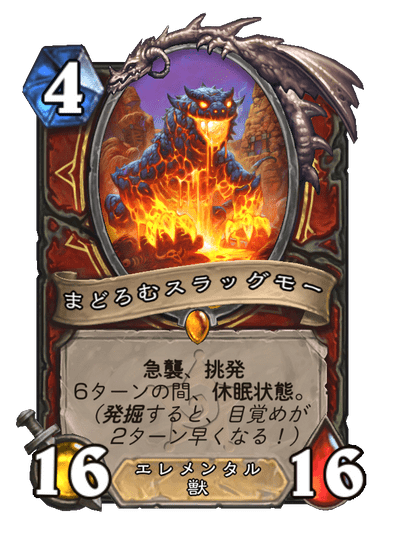 4
まどろむスラッグモー
急襲、挑発
6ターンの間、休眠状態。
(発掘すると、目覚めが
2ターン早くなる!)
16
エレメンタル
獣
16